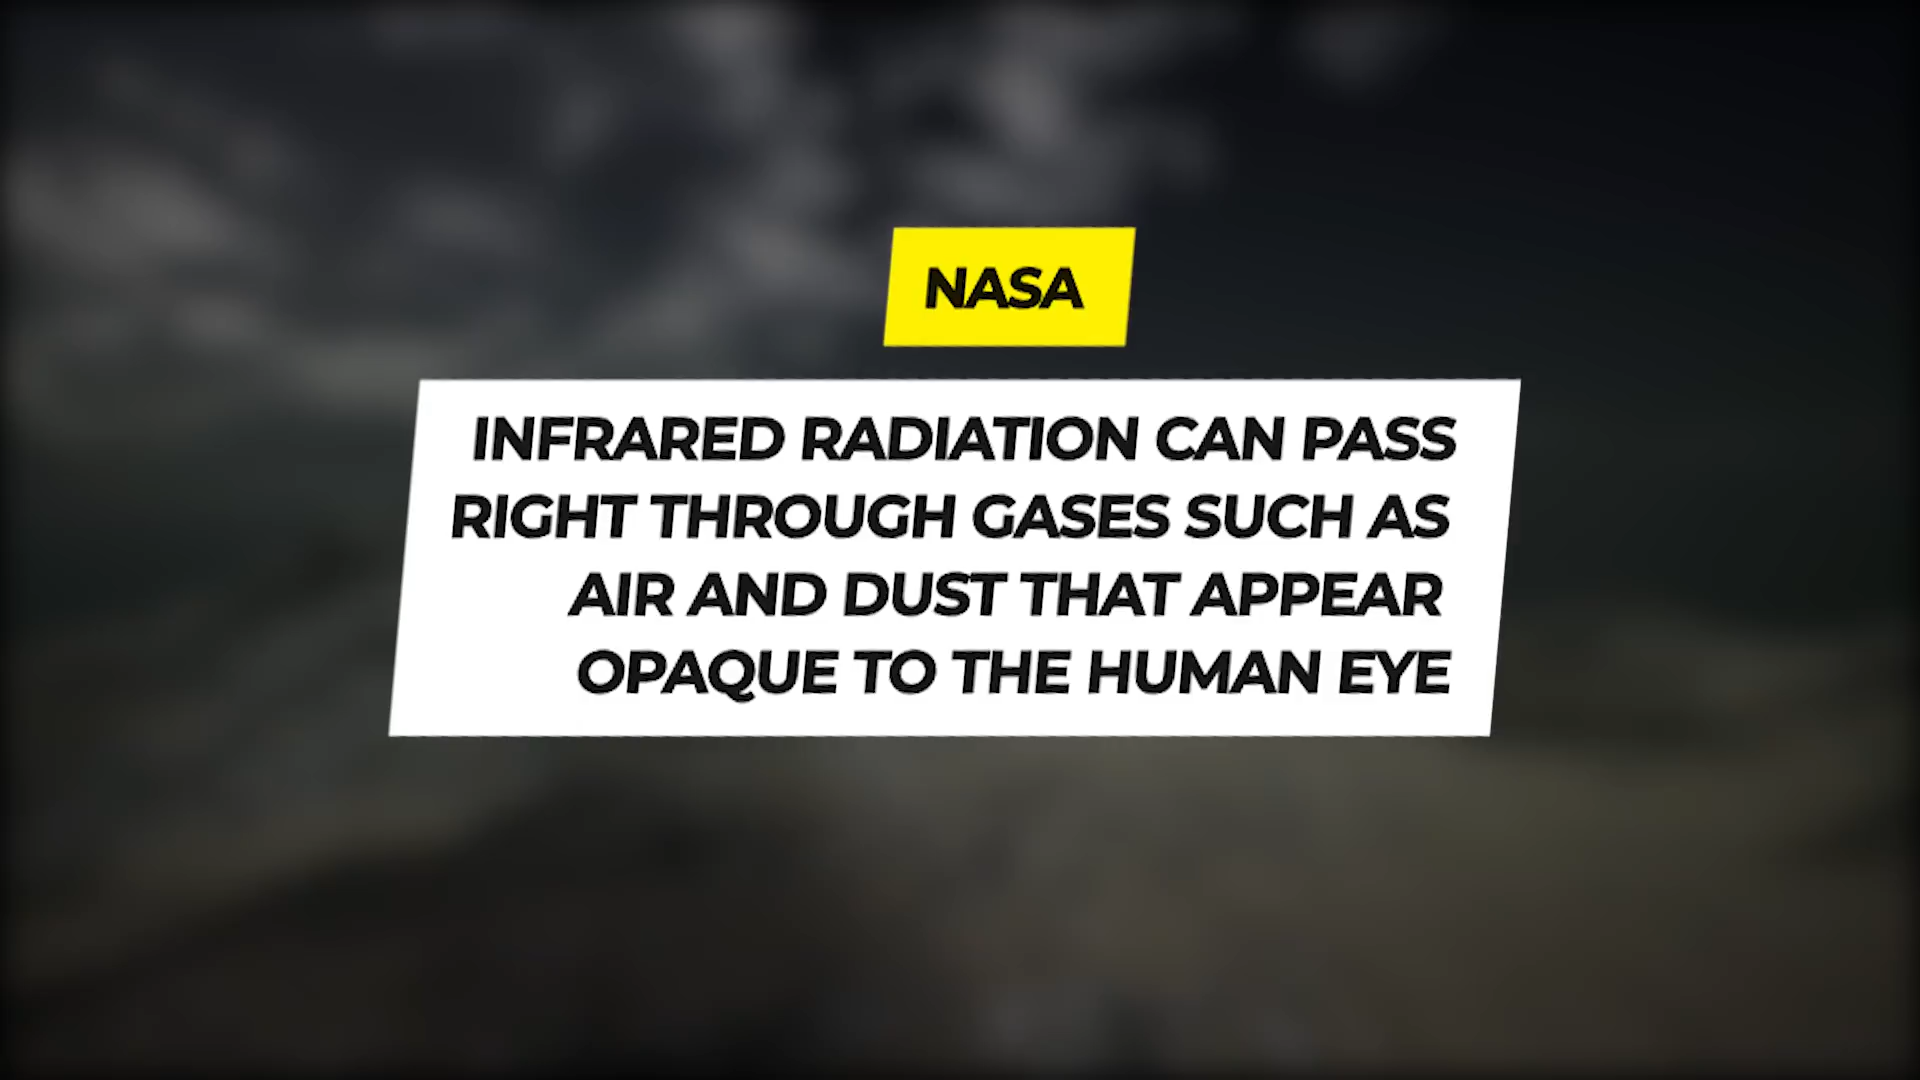 NASA
INFRARED RADIATION CAN PASS
RIGHT THROUGH GASES SUCH AS
AIR AND DUST THAT APPEAR
OPAQUE TO THE HUMAN EYE